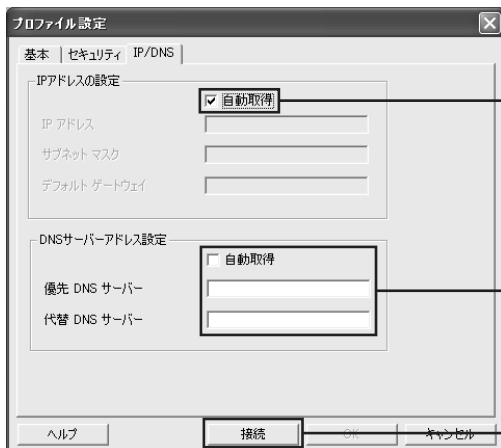 プロファイル設定
基本 セキュリティ IP/DNS
IPアドレスの設定
自動取得
IP アドレス
サブネット マスク
デフォルト ゲートウェイ
DNSサーバーアドレス設定
自動取得
優先 DNS サーバー
代替 DNS サーバー
ヘルプ 接続 OK キャンセル